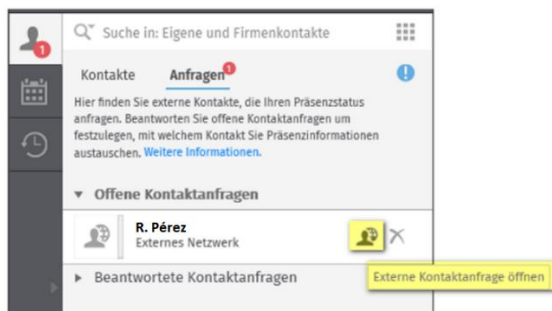 Suche in: Eigene und Firmenkontakte
1
Kontakte Anfragen 1
Hier finden Sie externe Kontakte, die Ihren Präsenzstatus
anfragen. Beantworten Sie offene Kontaktanfragen um
festzulegen, mit welchem Kontakt Sie Präsenzinformationen
austauschen. Weitere Informationen.
Offene Kontaktanfragen
R. Pérez
Externes Netzwerk
Beantwortete Kontaktanfragen
Externe Kontaktanfrage öffnen